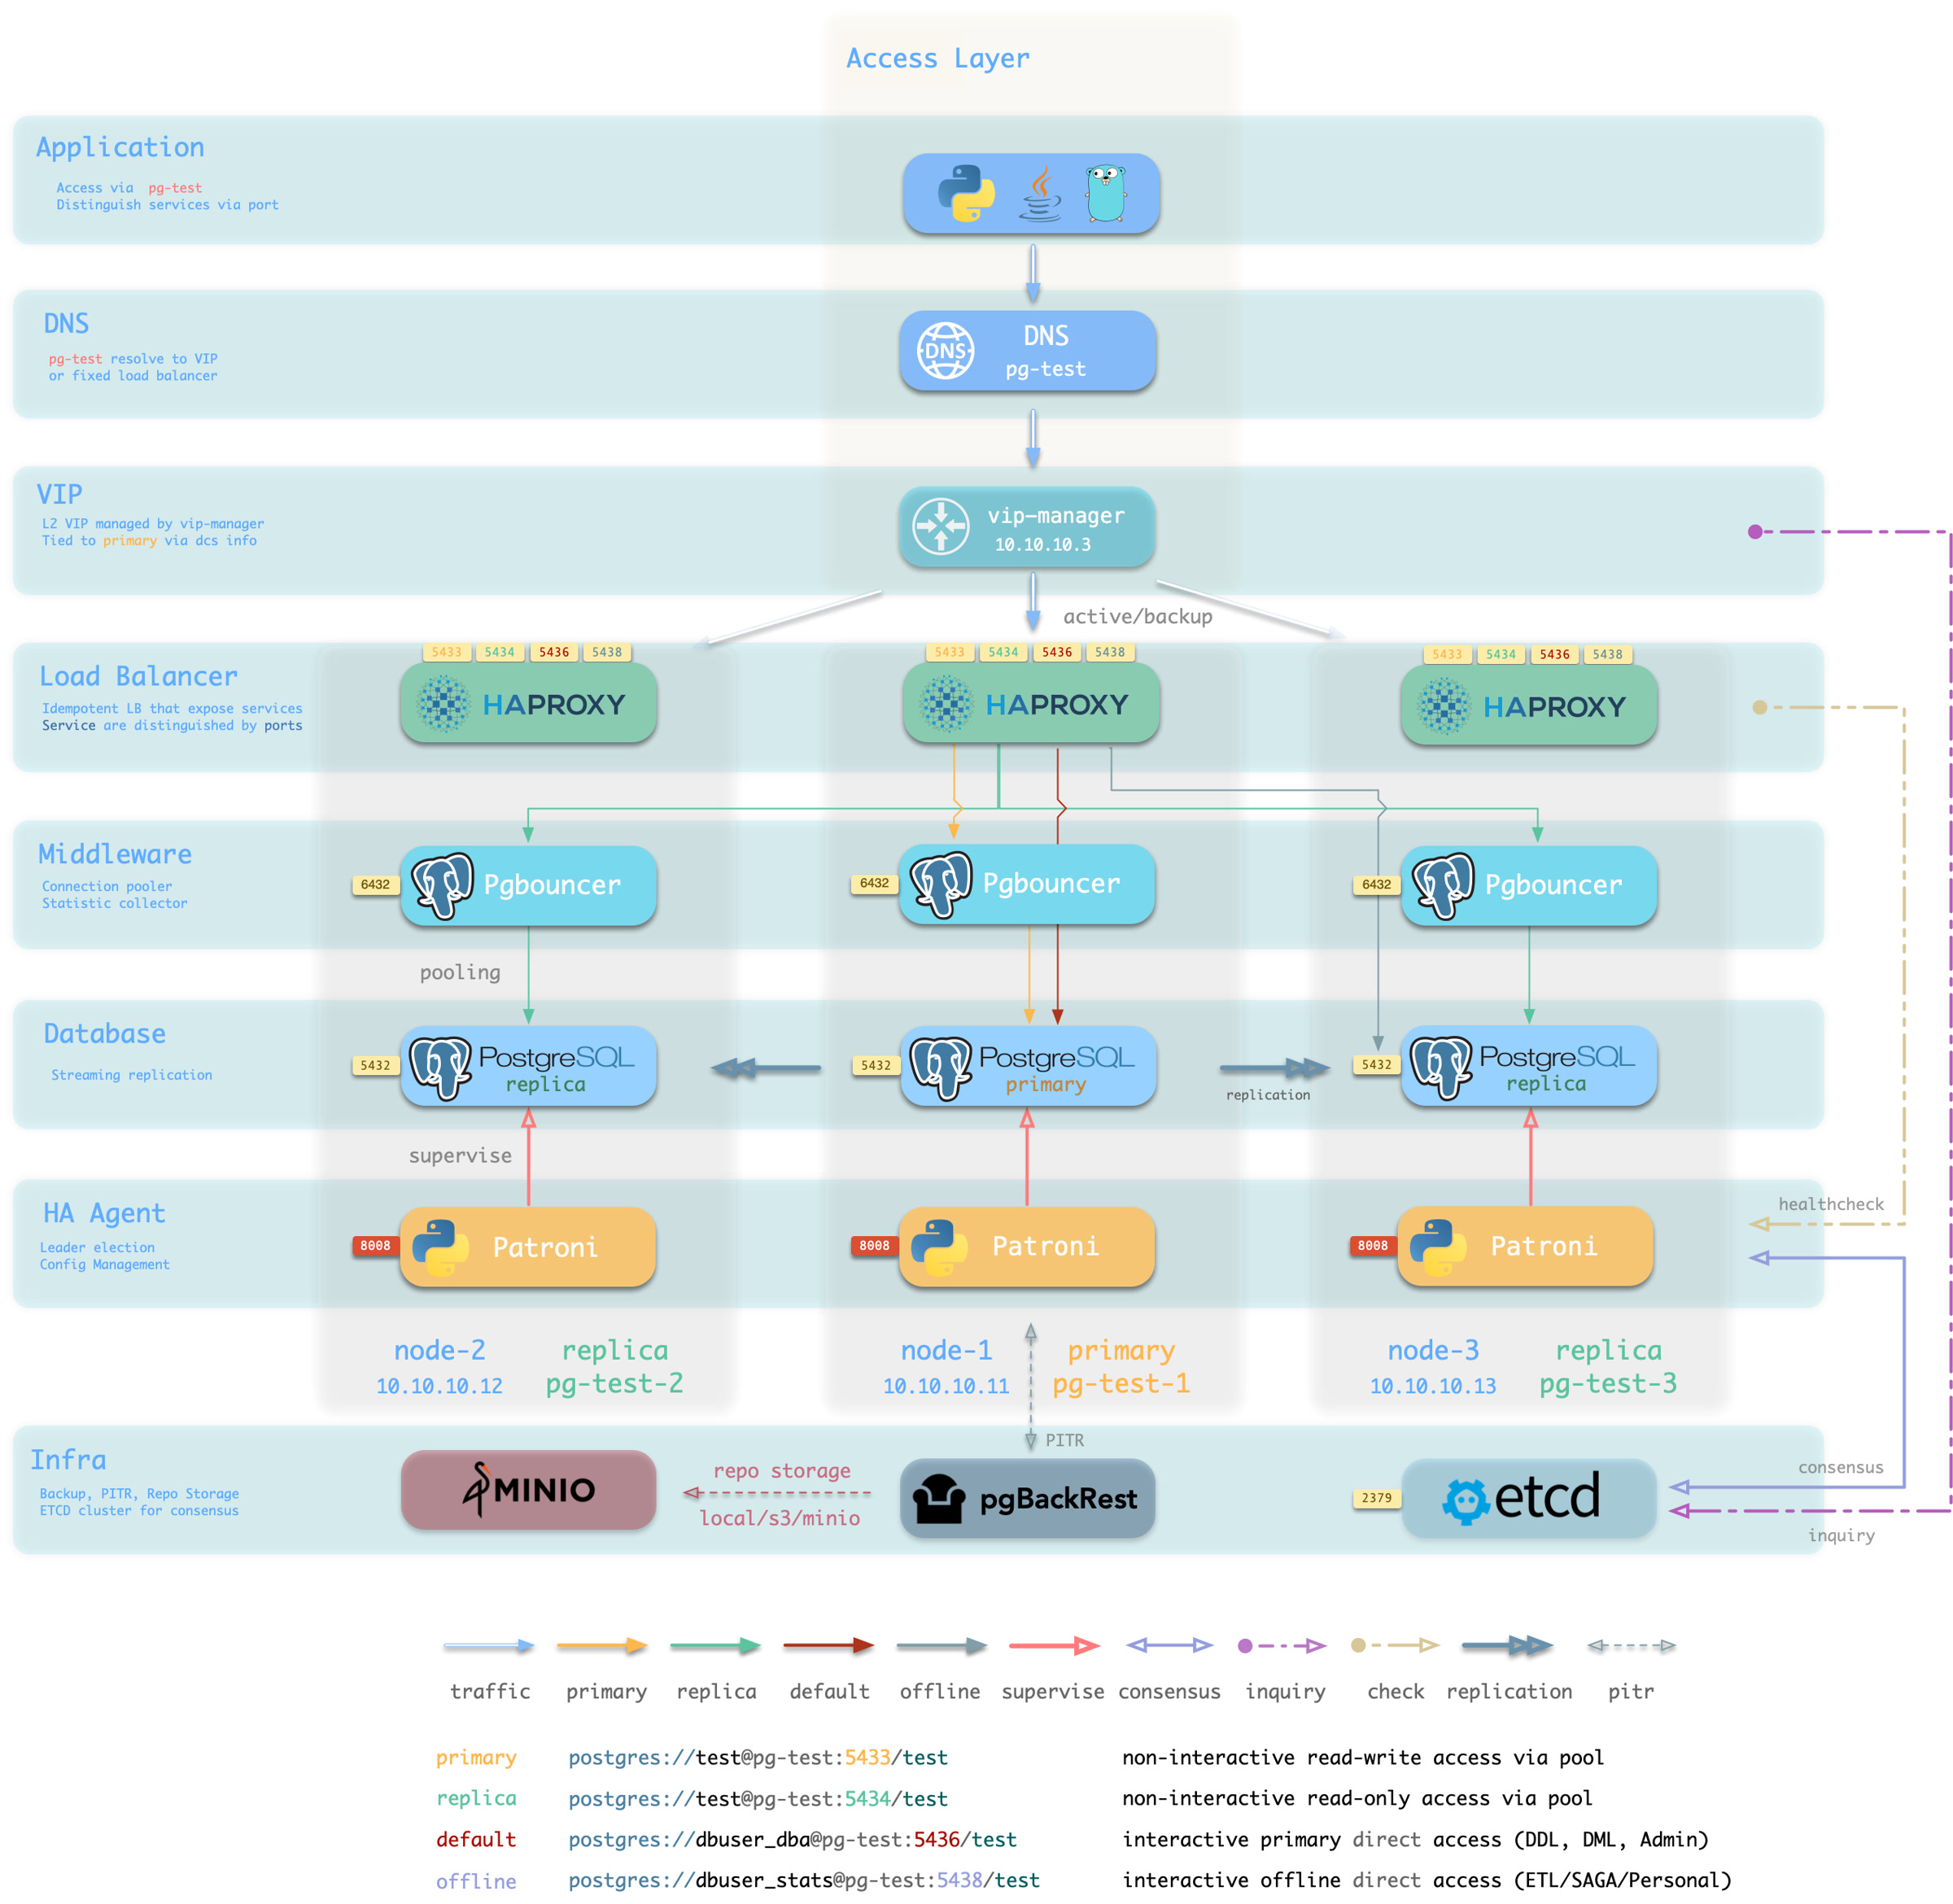 Access Layer
Application
Access via pg-test
Distinguish services via port
DNS
pg-test resolve to VIP
or fixed load balancer
DNS
DNS
pg-test
VIP
L2 VIP managed by vip-manager
Tied to primary via dcs info
vip-manager
10.10.10.3
active/backup
Load Balancer
Idempotent LB that expose services
Service are distinguished by ports
5433 5434 5436 5438
HAPROXY
5433 5434 5436 5438
HAPROXY
5433 5434 5436 5438
HAPROXY
Middleware
Connection pooler
Statistic collector
6432
Pgbouncer
6432
Pgbouncer
6432
Pgbouncer
pooling
Database
Streaming replication
5432
PostgreSQL
replica
5432
PostgreSQL
primary
replication
5432
PostgreSQL
replica
supervise
HA Agent
Leader election
Config Management
8008
Patroni
8008
Patroni
8008
Patroni
healthcheck
node-2 replica
10.10.10.12 pg-test-2
node-1 primary
10.10.10.11 pg-test-1
node-3 replica
10.10.10.13 pg-test-3
PITR
Infra
Backup, PITR, Repo Storage
ETCD cluster for consensus
MINIO
repo storage
local/s3/minio
pgBackRest
2379
etcd
consensus
inquiry
traffic primary replica default offline supervise consensus inquiry check replication pitr
primary postgres://test@pg-test:5433/test non-interactive read-write access via pool
replica postgres://test@pg-test:5434/test non-interactive read-only access via pool
default postgres://dbuser_dba@pg-test:5436/test interactive primary direct access (DDL, DML, Admin)
offline postgres://dbuser_stats@pg-test:5438/test interactive offline direct access (ETL/SAGA/Personal)